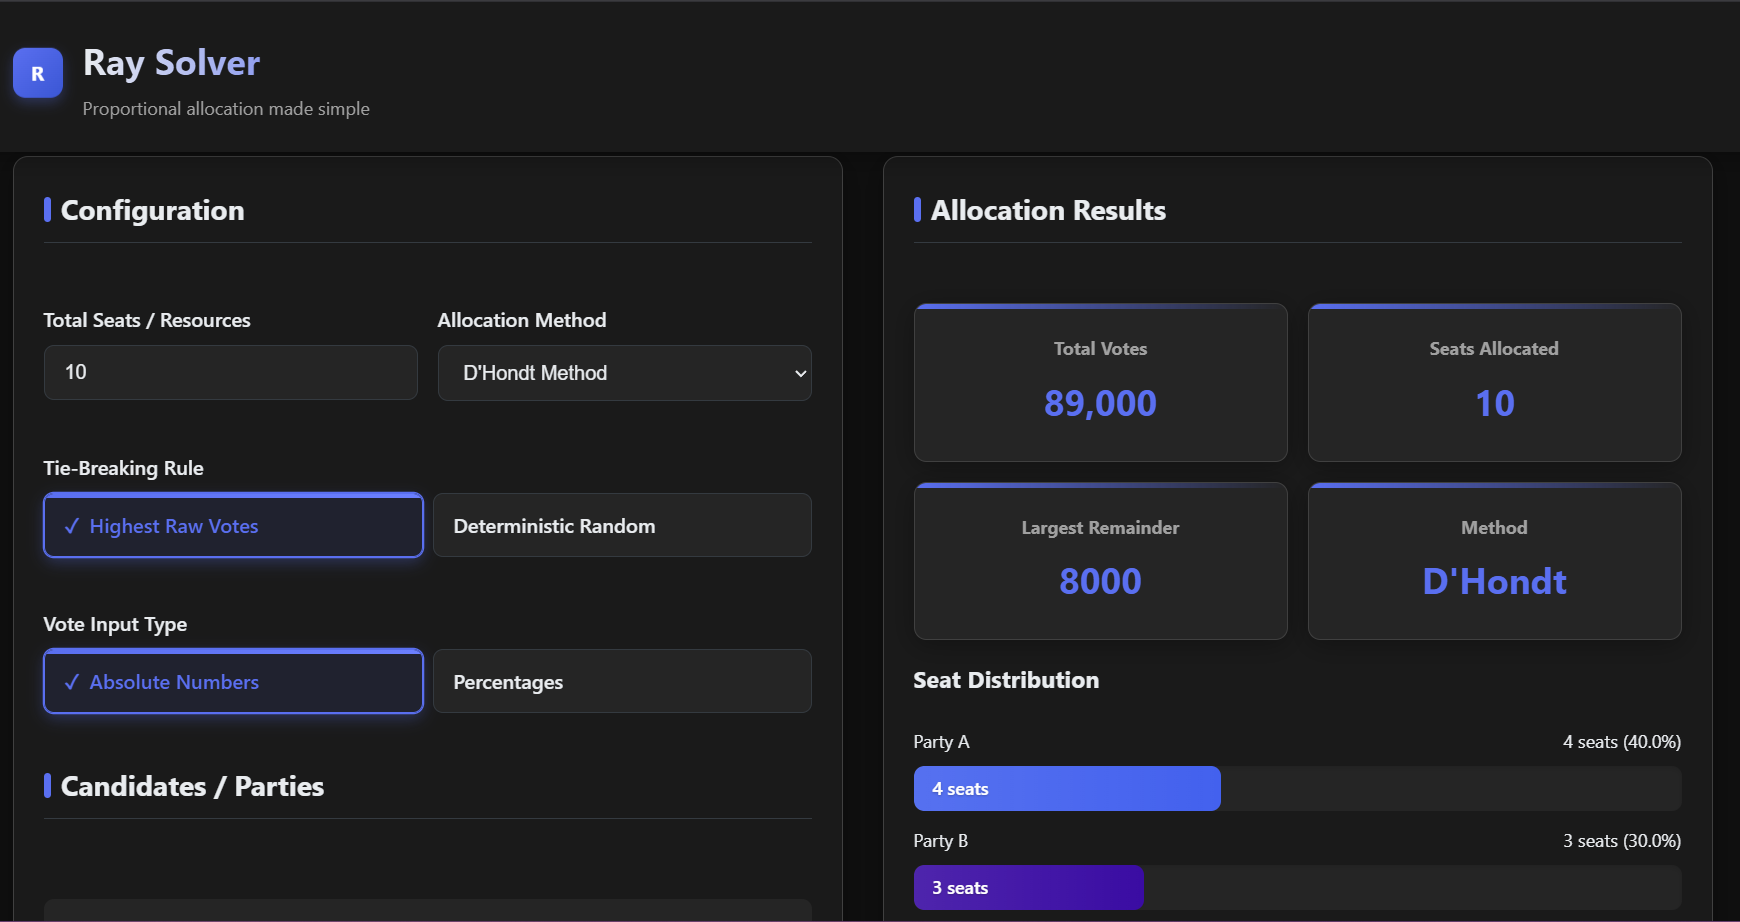 R
Ray Solver
Proportional allocation made simple
Configuration
Total Seats / Resources
Allocation Method
10
D'Hondt Method
Tie-Breaking Rule
✓ Highest Raw Votes
Deterministic Random
Vote Input Type
✓ Absolute Numbers
Percentages
Candidates / Parties
Allocation Results
Total Votes
89,000
Seats Allocated
10
Largest Remainder
8000
Method
D'Hondt
Seat Distribution
Party A
4 seats (40.0%)
4 seats
Party B
3 seats (30.0%)
3 seats